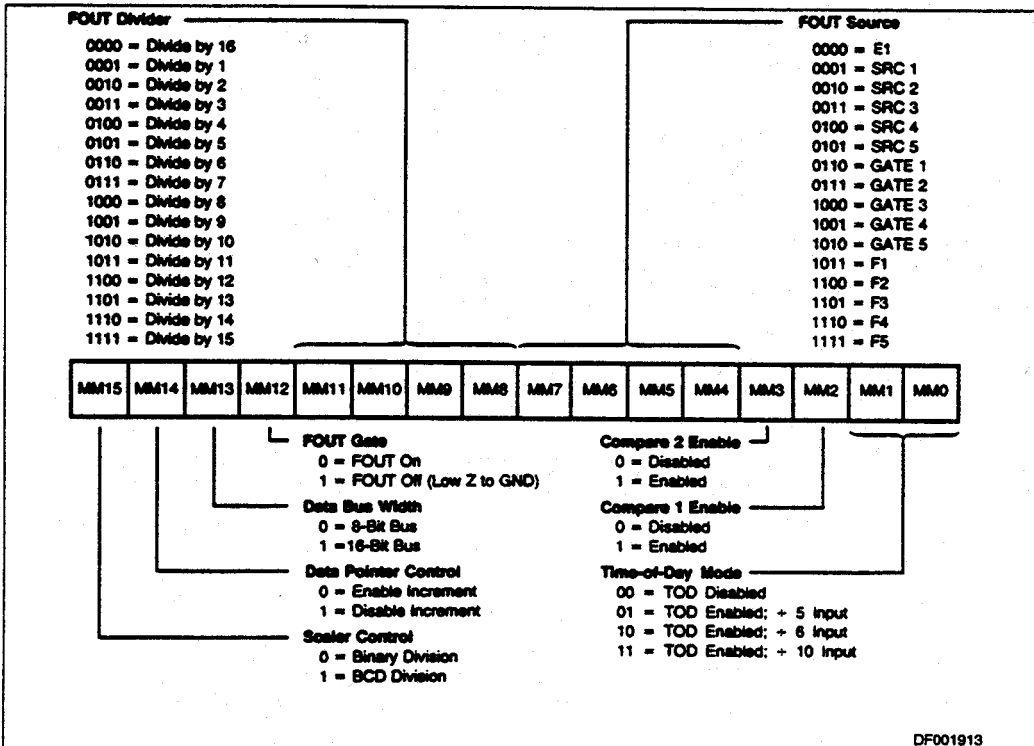 FOUT Divider
0000 = Divide by 16
0001 = Divide by 1
0010 = Divide by 2
0011 = Divide by 3
0100 = Divide by 4
0101 = Divide by 5
0110 = Divide by 6
0111 = Divide by 7
1000 = Divide by 8
1001 = Divide by 9
1010 = Divide by 10
1011 = Divide by 11
1100 = Divide by 12
1101 = Divide by 13
1110 = Divide by 14
1111 = Divide by 15
FOUT Source
0000 = E1
0001 = SRC 1
0010 = SRC 2
0011 = SRC 3
0100 = SRC 4
0101 = SRC 5
0110 = GATE 1
0111 = GATE 2
1000 = GATE 3
1001 = GATE 4
1010 = GATE 5
1011 = F1
1100 = F2
1101 = F3
1110 = F4
1111 = F5
MM15 MM14 MM13 MM12 MM11 MM10 MM9 MM8 MM7 MM6 MM5 MM4 MM3 MM2 MM1 MM0
FOUT Gate
0 = FOUT On
1 = FOUT Off (Low Z to GND)
Data Bus Width
0 = 8-Bit Bus
1 =16-Bit Bus
Data Pointer Control
0 = Enable Increment
1 = Disable Increment
Scaler Control
0 = Binary Division
1 = BCD Division
Compare 2 Enable
0 = Disabled
1 = Enabled
Compare 1 Enable
0 = Disabled
1 = Enabled
Time-of-Day Mode
00 = TOD Disabled
01 = TOD Enabled; ÷ 5 Input
10 = TOD Enabled; ÷ 6 Input
11 = TOD Enabled; ÷ 10 Input
DF001913